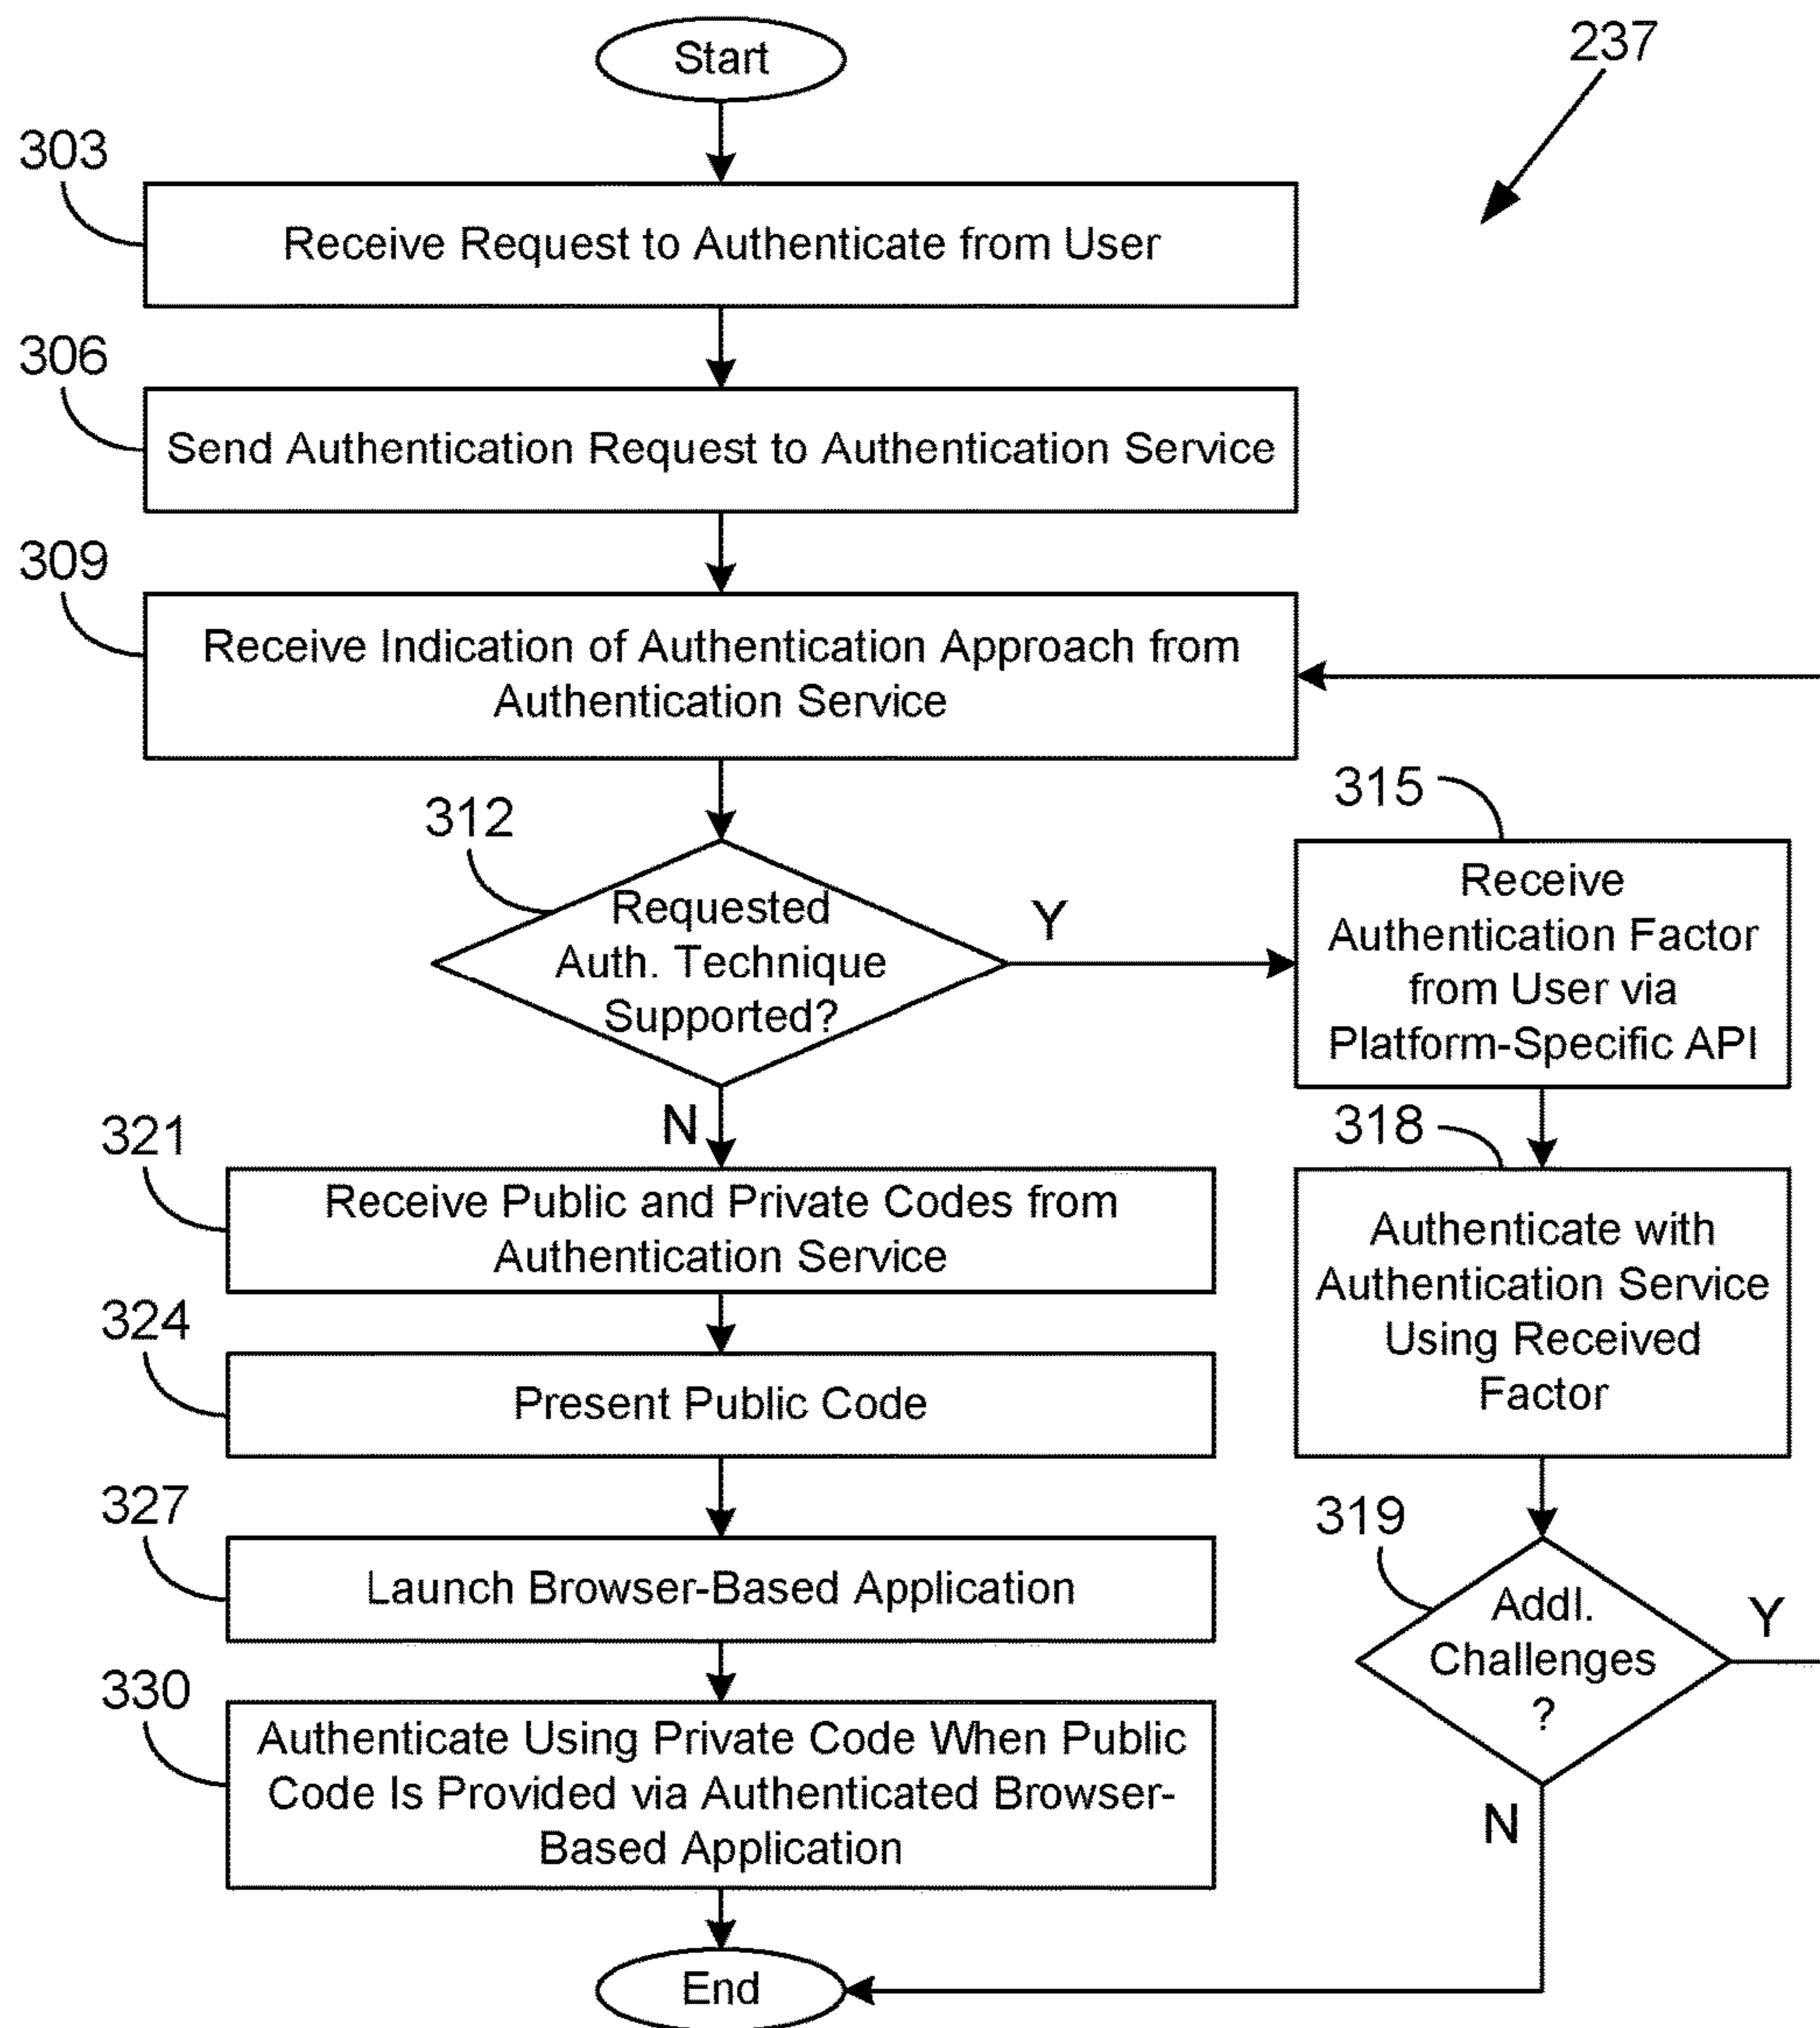 Start
237
303
Receive Request to Authenticate from User
306
Send Authentication Request to Authentication Service
309
Receive Indication of Authentication Approach from
Authentication Service
312
Requested
Auth. Technique
Supported?
Y
N
315
Receive
Authentication Factor
from User via
Platform-Specific API
318
Authenticate with
Authentication Service
Using Received
Factor
319
Addl.
Challenges
?
Y
N
321
Receive Public and Private Codes from
Authentication Service
324
Present Public Code
327
Launch Browser-Based Application
330
Authenticate Using Private Code When Public
Code Is Provided via Authenticated Browser-
Based Application
End